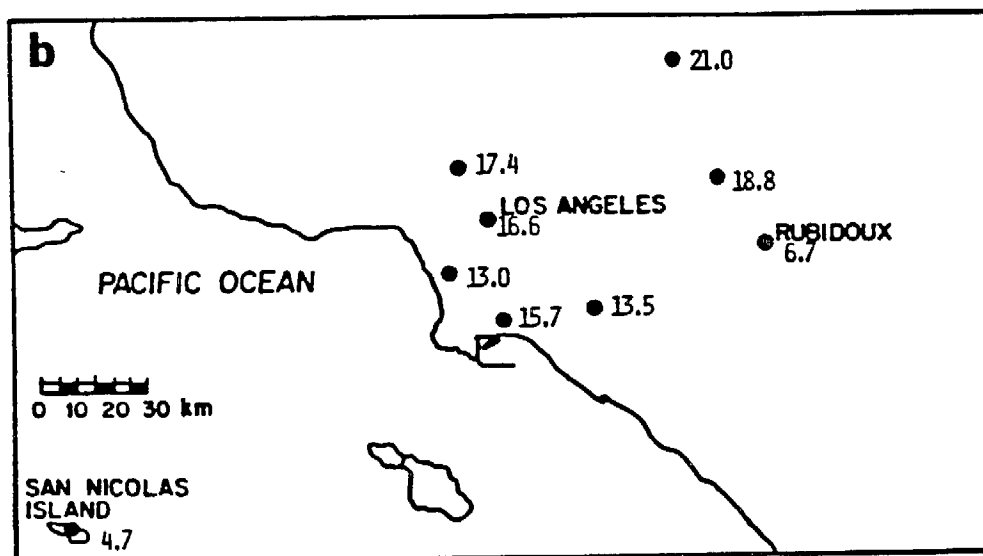 b
21.0
17.4
18.8
LOS ANGELES
16.6
RUBIDOUX
6.7
PACIFIC OCEAN
13.0
15.7
13.5
0 10 20 30 km
SAN NICOLAS
ISLAND
4.7